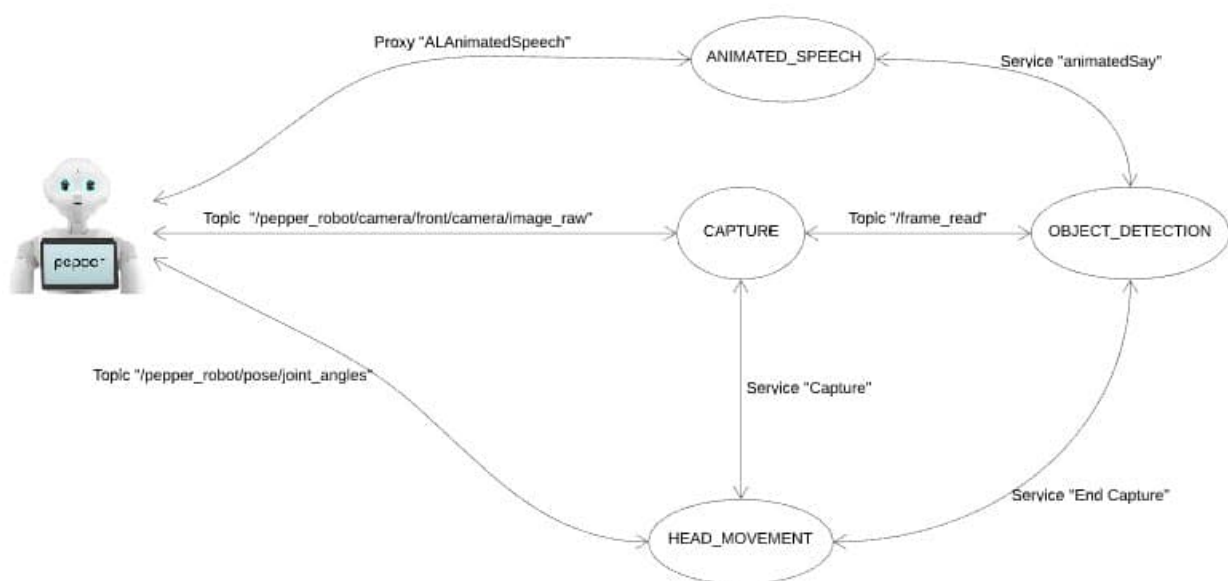 Proxy "ALAnimatedSpeech"
ANIMATED_SPEECH
Service "animatedSay"
Topic "/pepper_robot/camera/front/camera/image_raw"
CAPTURE
Topic "/frame_read"
OBJECT_DETECTION
pepper
Topic "/pepper_robot/pose/joint_angles"
Service "Capture"
Service "End Capture"
HEAD_MOVEMENT